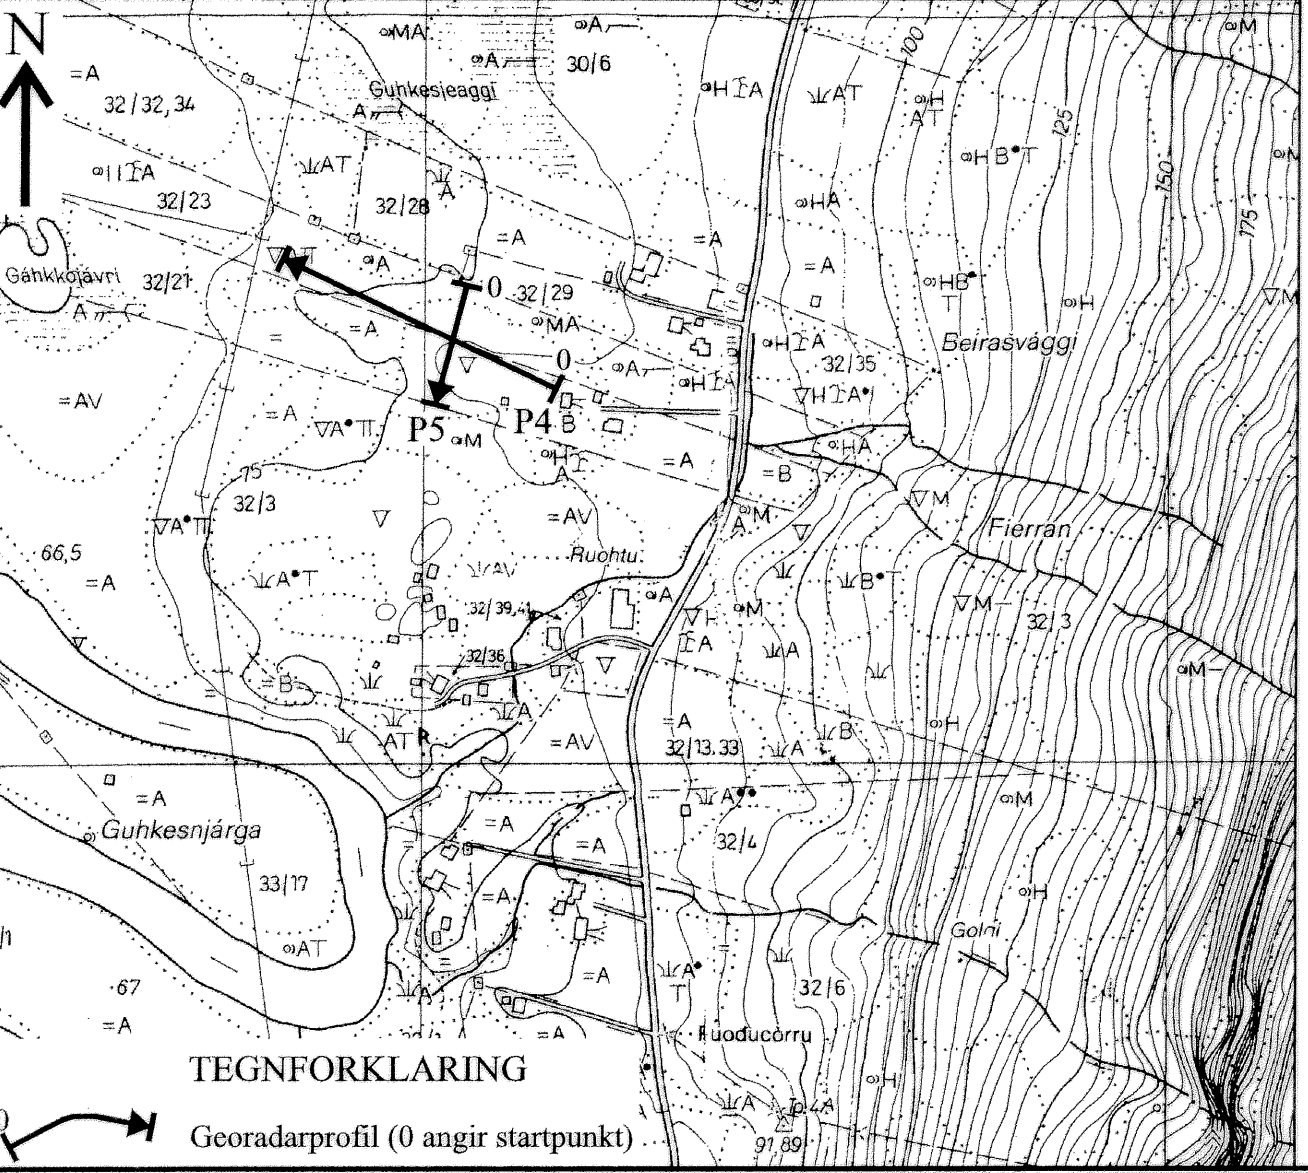 N
MA
A
30/6
=A
32/32,34
Guhkesjeaggi
A
AT
32/23
32/28
A
=A
Gáhkkojávri
32/21
A
A
0
32/29
MA
0
=A
=AV
=A
P5
M
P4
B
75
32/3
66,5
=A
=AV
Ruohtu
AV
32/39,41
A
32/36
=B
=AV
AT
A
R
=A
Guhkesnjárga
33/17
AT
67
=A
=A
=A
=A
100
125
150
175
M
AT
H
AT
HB T
HA
=A
=A
HB
T
H
Beirašvággi
32/35
HA
=B
M
M
A
Fierran
B T
M
M
32/3
M
A
B
=A
32/13.33
A
H
M
A
32/4
H
Golni
A
T
32/6
=A
H
A
91 89
TEGNFORKLARING
0
Georadarprofil (0 angir startpunkt)